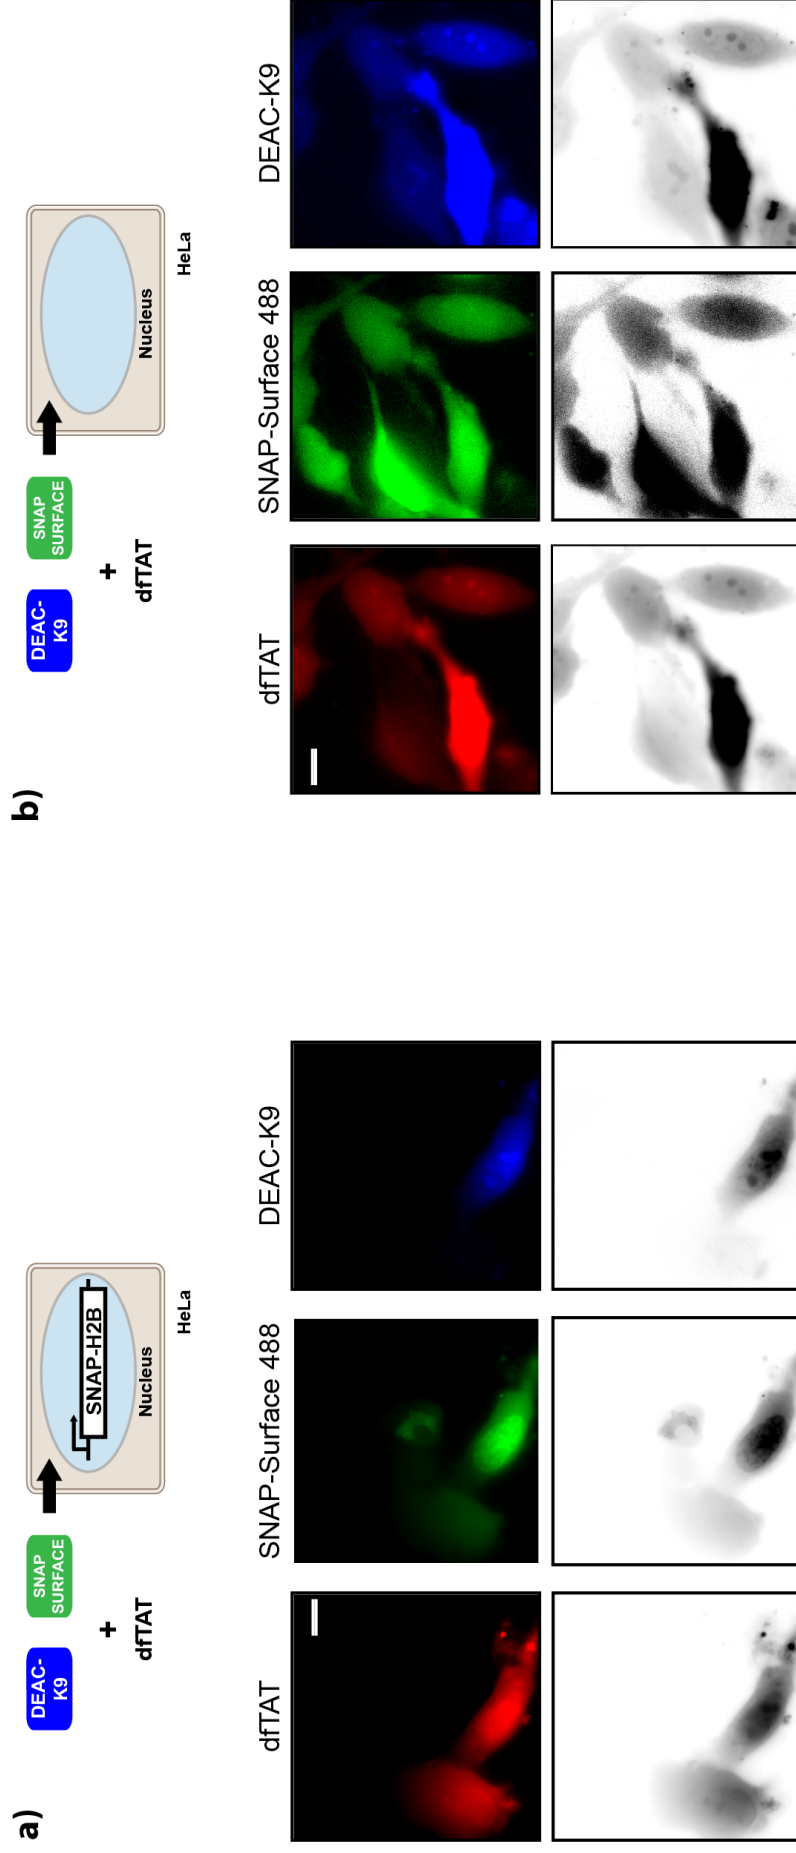 a)
DEAC-
K9
SNAP
SURFACE
+
dfTAT
SNAP-H2B
Nucleus
HeLa
dfTAT
SNAP-Surface 488
DEAC-K9
b)
DEAC-
K9
SNAP
SURFACE
+
dfTAT
Nucleus
HeLa
dfTAT
SNAP-Surface 488
DEAC-K9